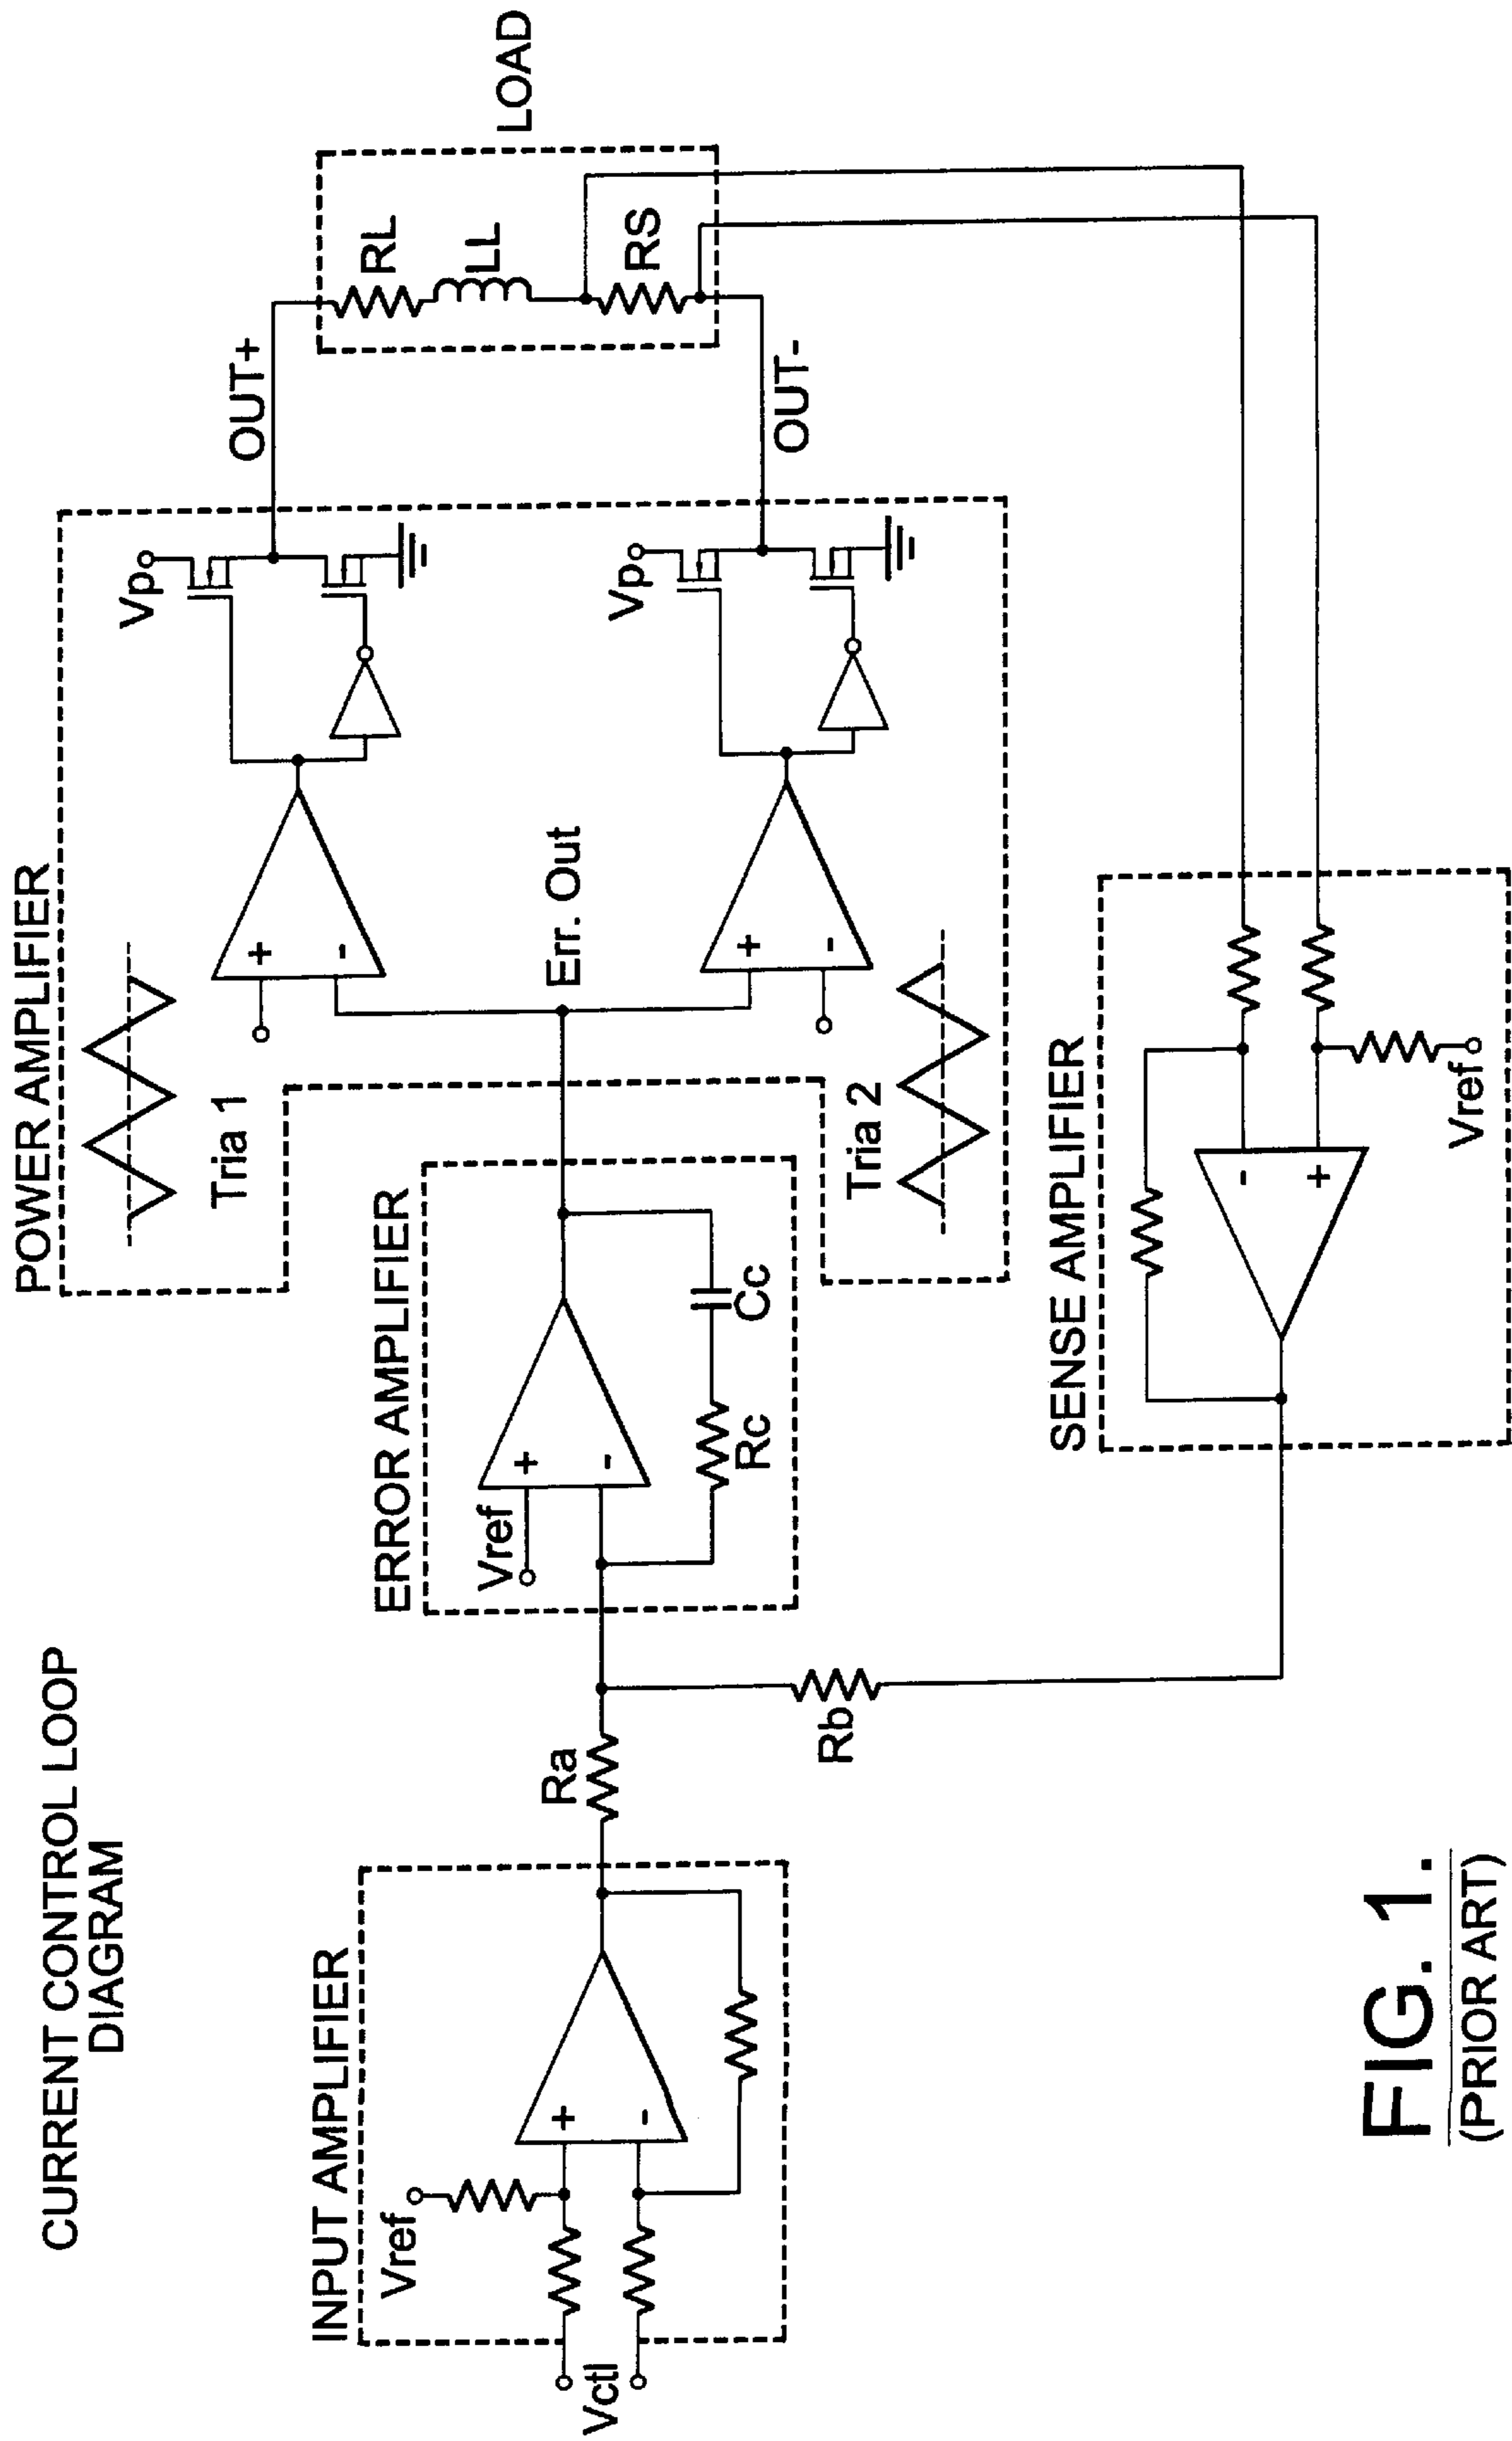 CURRENT CONTROL LOOP
DIAGRAM
INPUT AMPLIFIER
Vref
Vctl
+
-
Ra
Rb
ERROR AMPLIFIER
Vref
+
-
Rc
Cc
POWER AMPLIFIER
Tria 1
+
-
Vp
Err. Out
Tria 2
+
-
Vp
OUT+
OUT-
LOAD
RL
LL
RS
SENSE AMPLIFIER
-
+
Vref
FIG. 1.
(PRIOR ART)